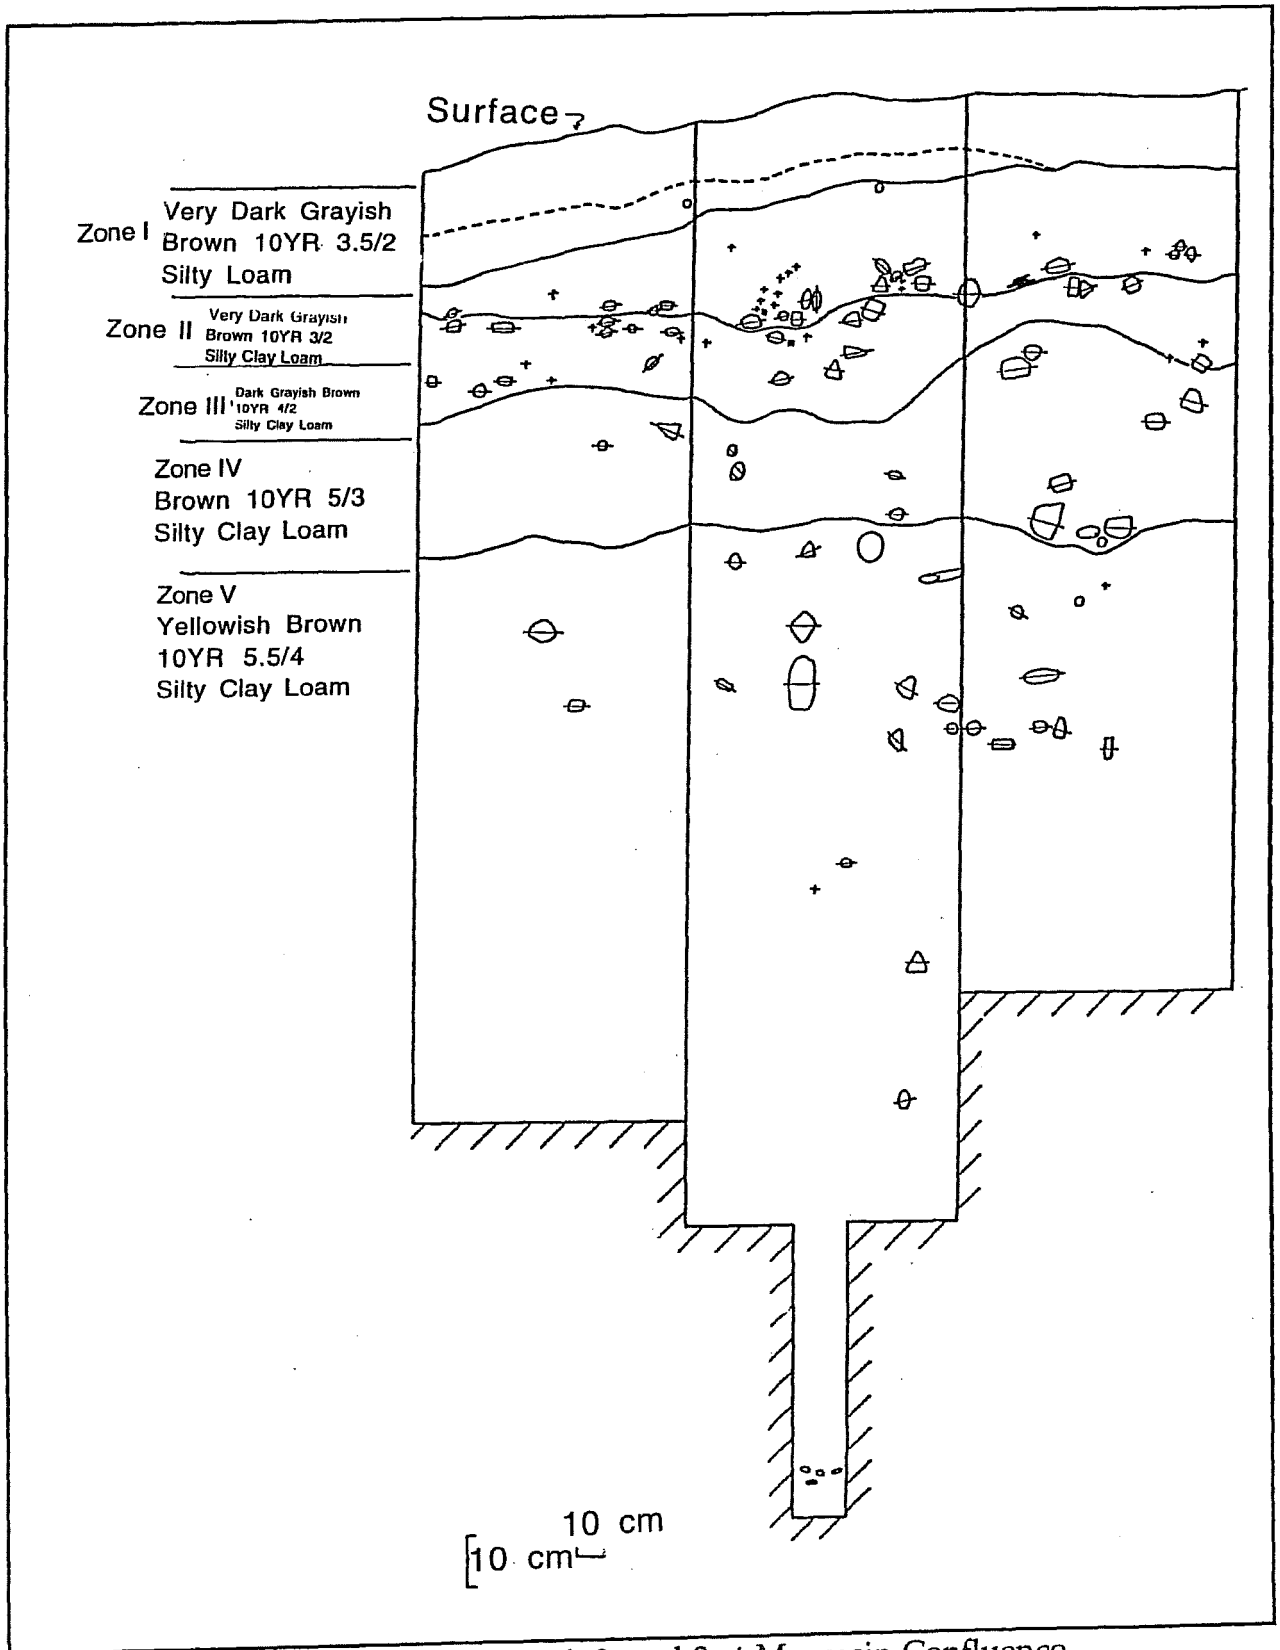 Surface
Zone I
Very Dark Grayish
Brown 10YR 3.5/2
Silty Loam
Zone II
Very Dark Grayish
Brown 10YR 3/2
Silty Clay Loam
Zone III
Dark Grayish Brown
10YR 4/2
Silty Clay Loam
Zone IV
Brown 10YR 5/3
Silty Clay Loam
Zone V
Yellowish Brown
10YR 5.5/4
Silty Clay Loam
10 cm
10 cm
Confluence